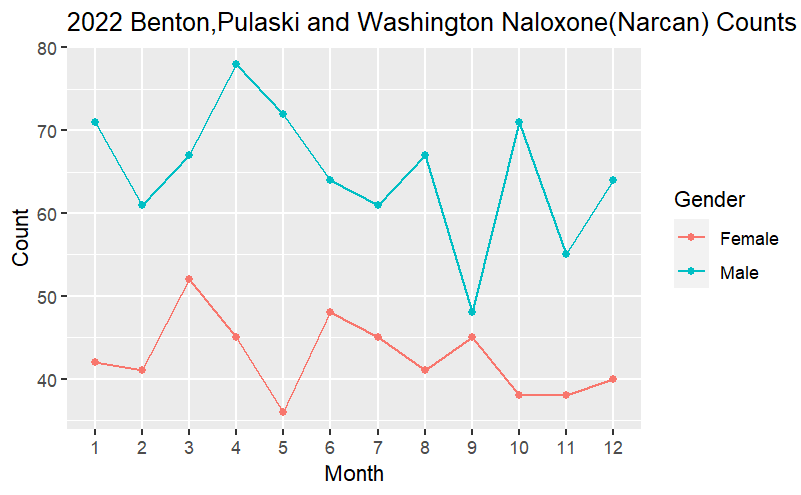 2022 Benton,Pulaski and Washington Naloxone(Narcan) Counts
80
70
60
50
40
Count
1 2 3 4 5 6 7 8 9 10 11 12
Month
Gender
Female
Male